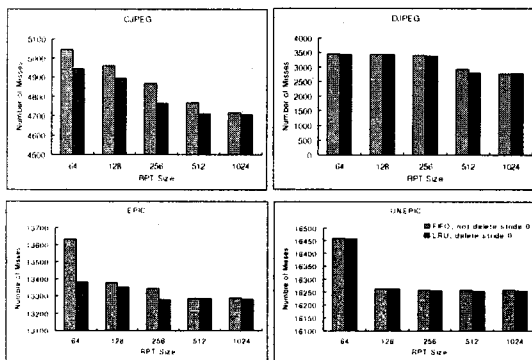 CJPEG
Number of Misses
5100
5000
4900
4800
4700
4600
4500
64 128 256 512 1024
RPT Size
DJPEG
Number of Misses
4000
3500
3000
2500
2000
1500
1000
500
0
64 128 256 512 1024
RPT Size
EPIC
Number of Misses
13700
13600
13500
13400
13300
13200
13100
64 128 256 512 1024
RPT Size
UNEPIC
FIFO, not delete stride 0
LRU, delete stride 0
Number of Misses
16500
16450
16400
16350
16300
16250
16200
16150
16100
64 128 256 512 1024
RPT Size